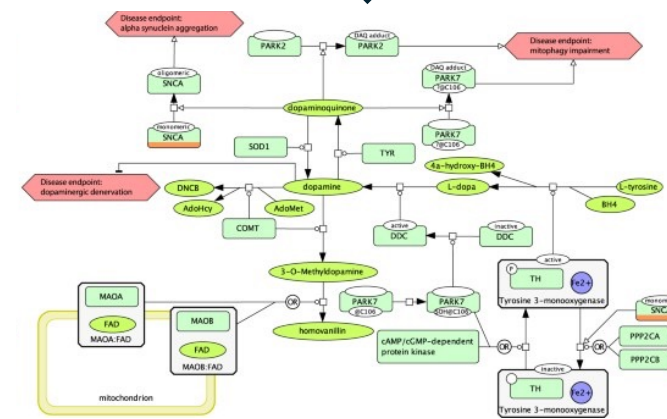 Disease endpoint:
alpha synuclein aggregation
PARK2
DAQ adduct
PARK2
Disease endpoint:
mitophagy impairment
oligomeric
SNCA
DAQ adduct
PARK7
?@C106
dopaminoquinone
monomeric
SNCA
PARK7
?@C106
SOD1
TYR
4a-hydroxy-BH4
Disease endpoint:
dopaminergic denervation
DNCB
dopamine
L-dopa
L-tyrosine
AdoHcy
AdoMet
BH4
COMT
active
DDC
inactive
DDC
3-O-Methyldopamine
active
P
TH
Fe2+
Tyrosine 3-monooxygenase
MAOA
FAD
MAOA:FAD
MAOB
FAD
MAOB:FAD
OR
PARK7
@C106
PARK7
SOH@C106
SNC
homovanillin
cAMP/cGMP-dependent
protein kinase
OR
OR
PPP2CA
PPP2CB
mitochondrion
inactive
TH
Fe2+
Tyrosine 3-monooxygenase